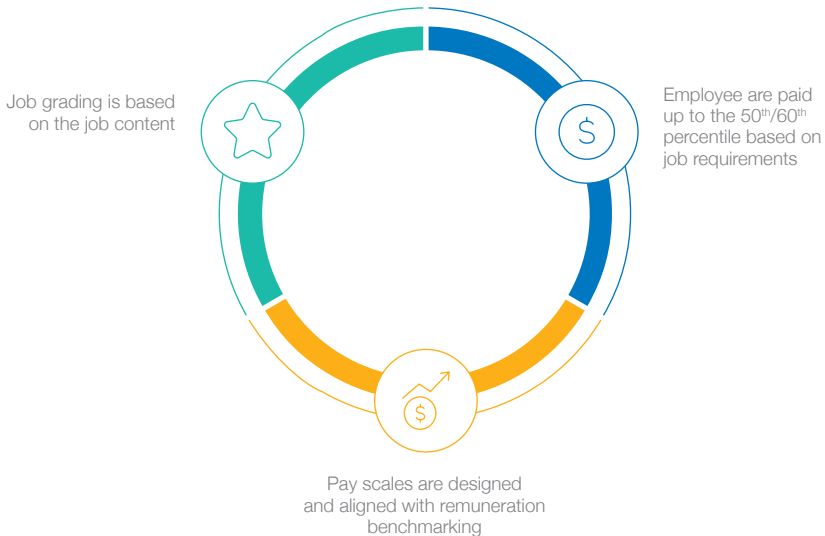 Job grading is based
on the job content
$
Employee are paid
up to the 50th/60th
percentile based on
job requirements
$
Pay scales are designed
and aligned with remuneration
benchmarking